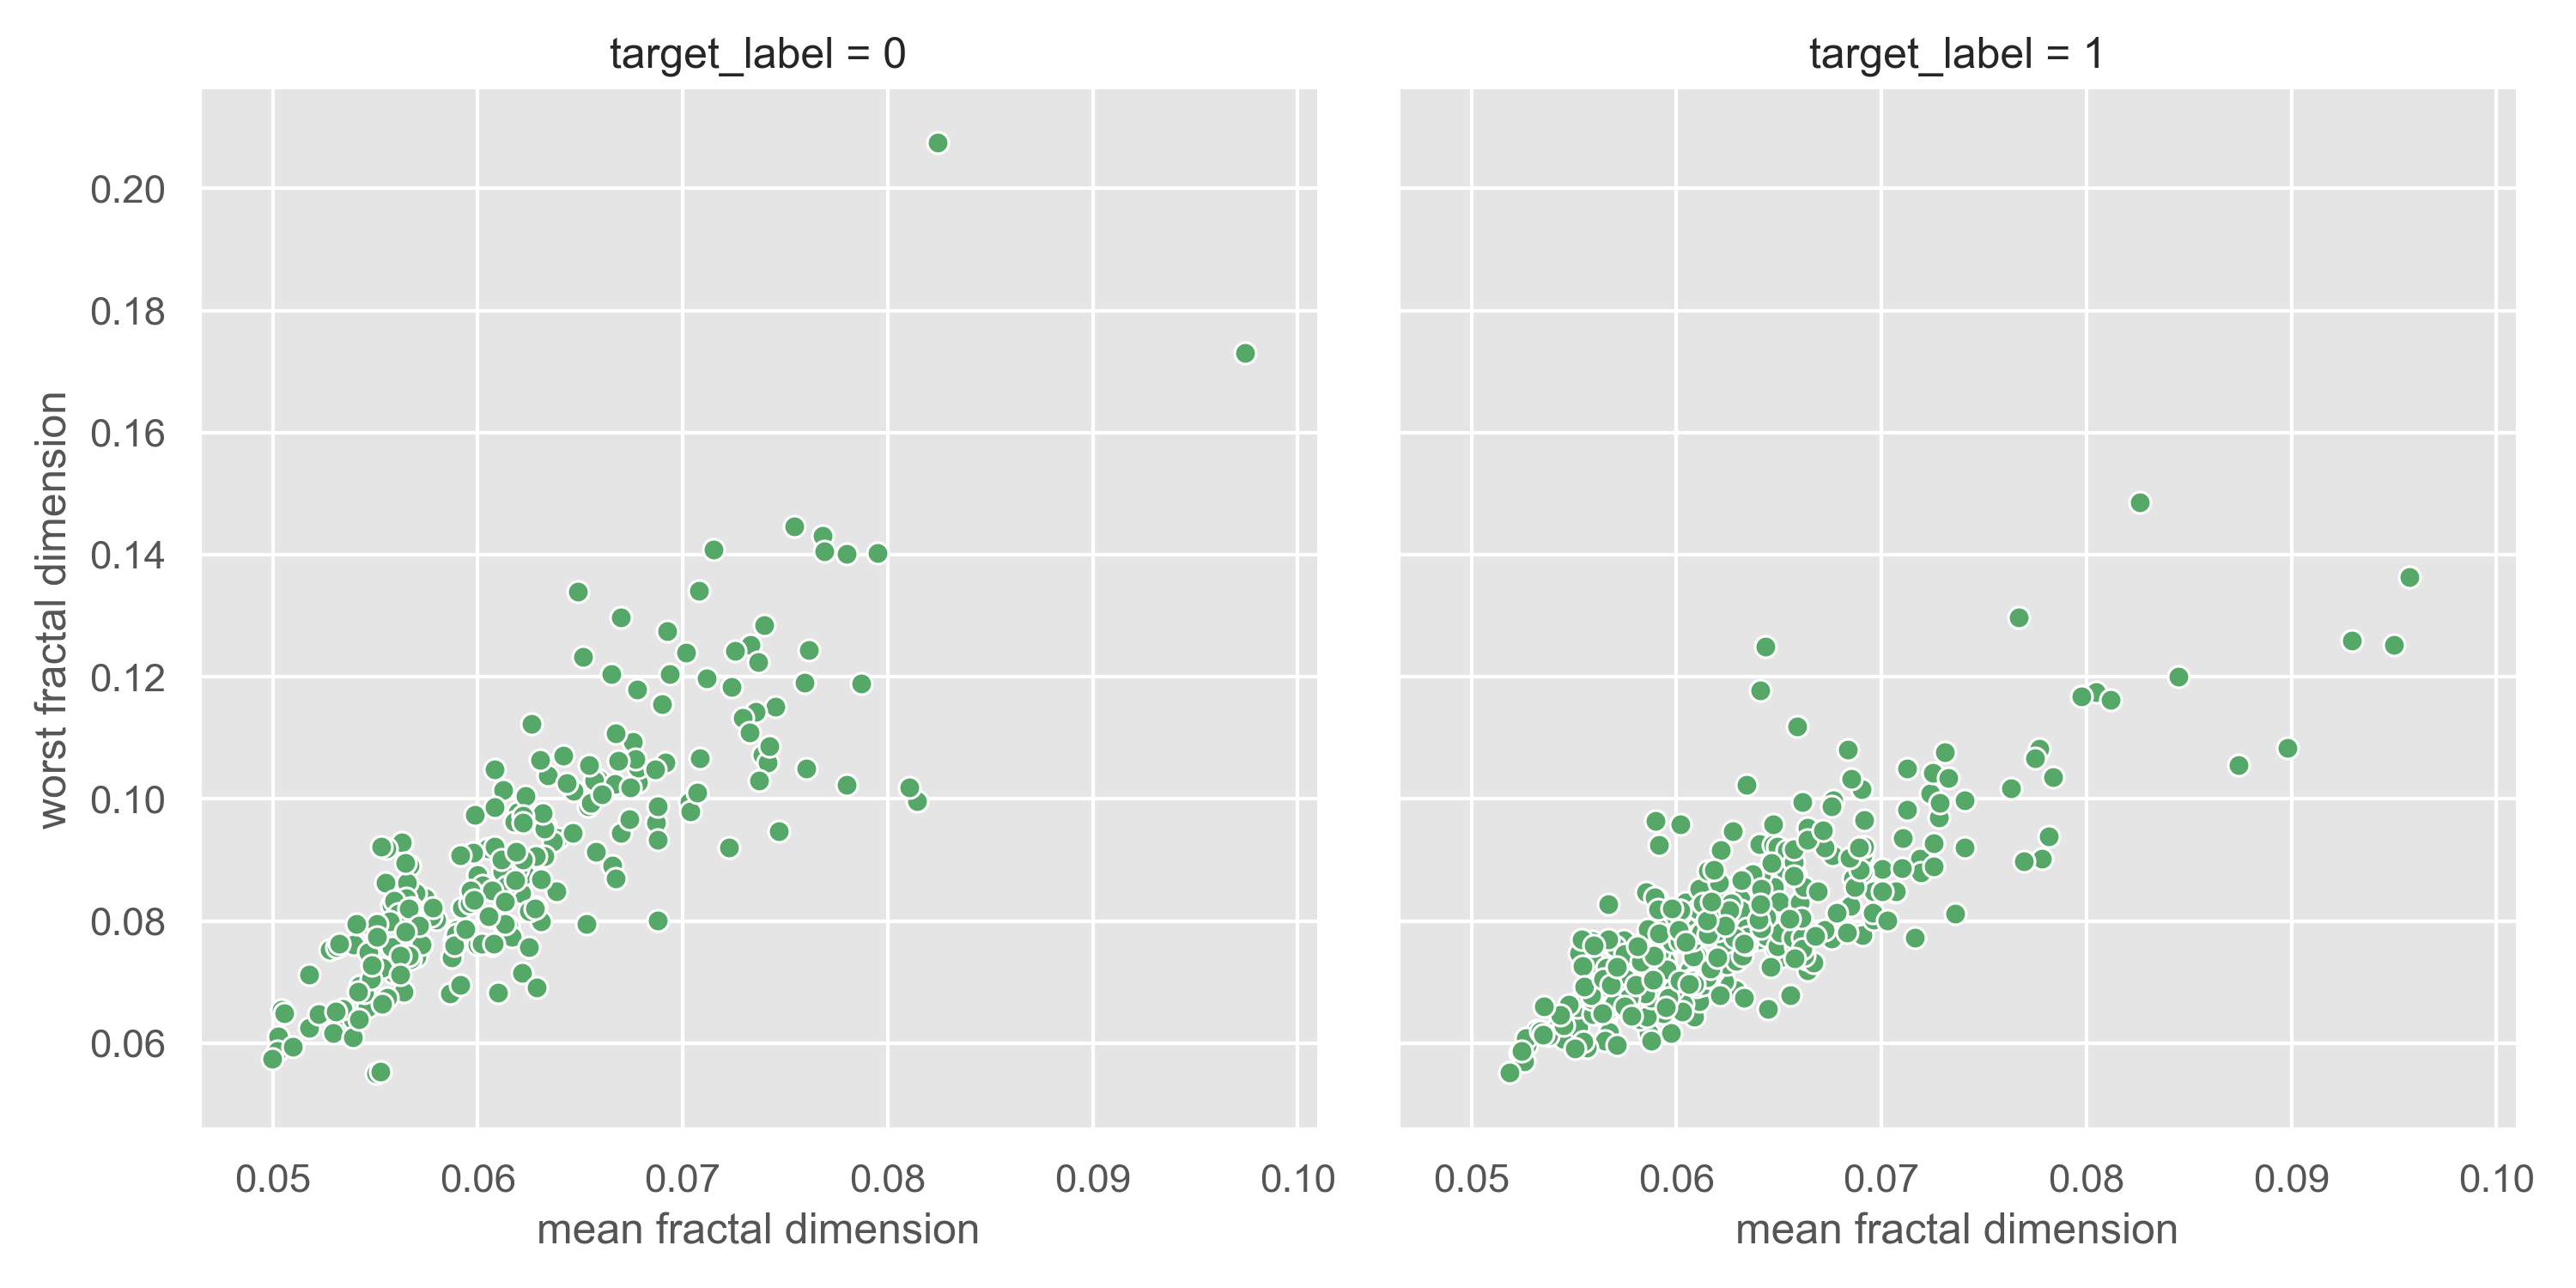 target_label = 0
target_label = 1
worst fractal dimension
0.20
0.18
0.16
0.14
0.12
0.10
0.08
0.06
0.05 0.06 0.07 0.08 0.09 0.10
0.05 0.06 0.07 0.08 0.09 0.10
mean fractal dimension
mean fractal dimension